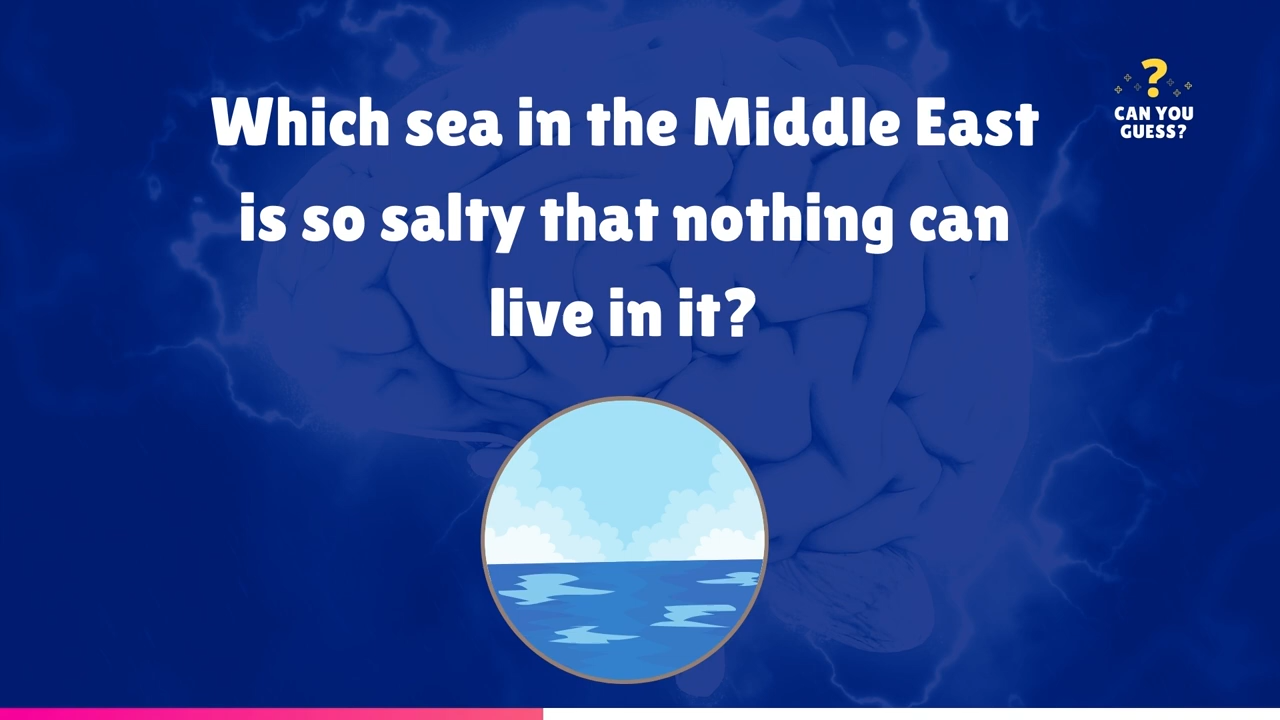 Which sea in the Middle East
is so salty that nothing can
live in it?
?
CAN YOU
GUESS?